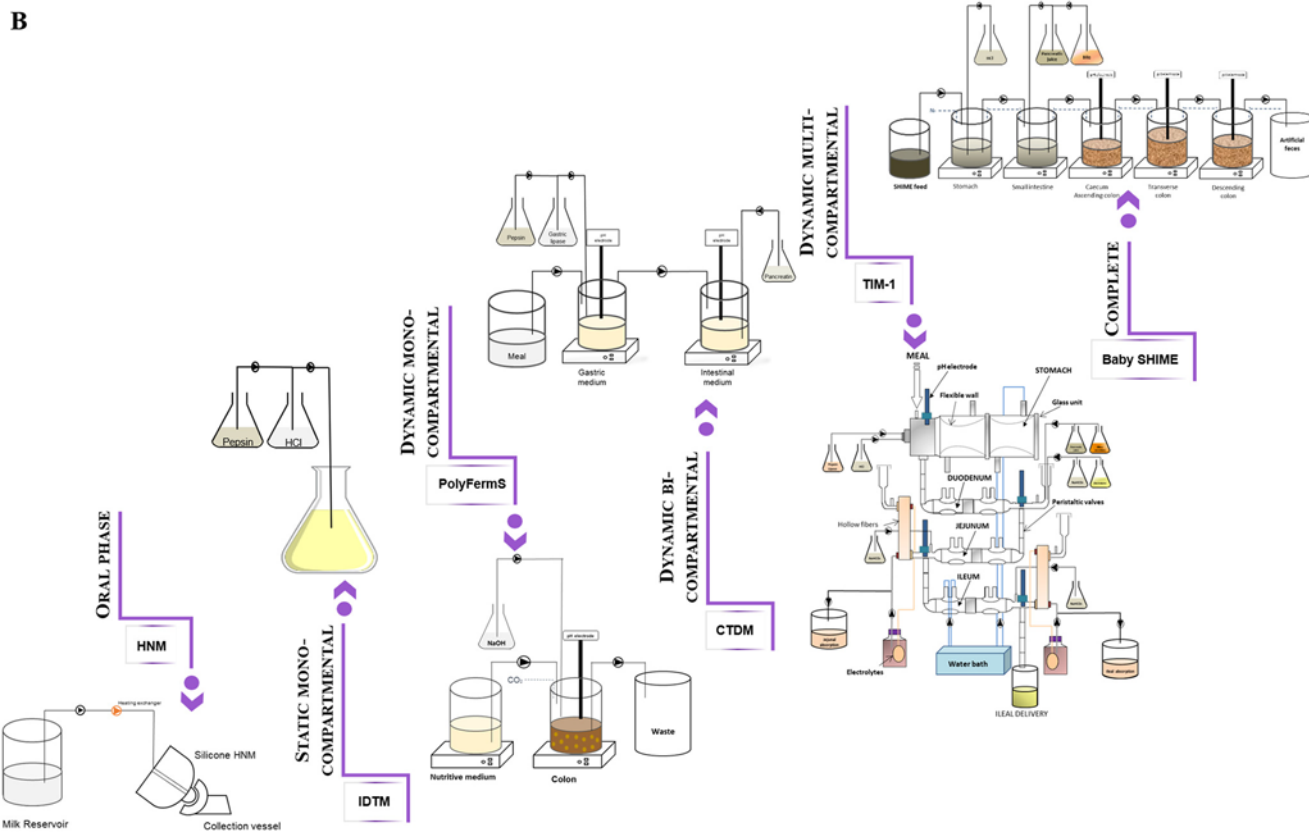 B
ORAL PHASE
HNM
Heating exchanger
Silicone HNM
Milk Reservoir
Collection vessel
STATIC MONO-
COMPARTMENTAL
IDTM
Pepsin
HCl
DYNAMIC MONO-
COMPARTMENTAL
PolyFermS
NaOH
pH electrode
CO₂
Waste
Nutritive medium
Colon
DYNAMIC BI-
COMPARTMENTAL
CTDM
Pepsin
Gastric
lipase
pH
electrode
pH
electrode
Pancreatin
Meal
Gastric
medium
Intestinal
medium
DYNAMIC MULTI-
COMPARTMENTAL
TIM-1
MEAL
pH electrode
STOMACH
Flexible wall
Glass unit
DUODENUM
Peristaltic valves
Hollow fibers
JEJUNUM
ILEUM
Electrolytes
Water bath
ILEAL DELIVERY
COMPLETE
Baby SHIME
HCl
Pancreatic
juice
Bile
N₂
Artificial
feces
SHIME feed
Stomach
Small intestine
Caecum
Ascending colon
Transverse
colon
Descending
colon